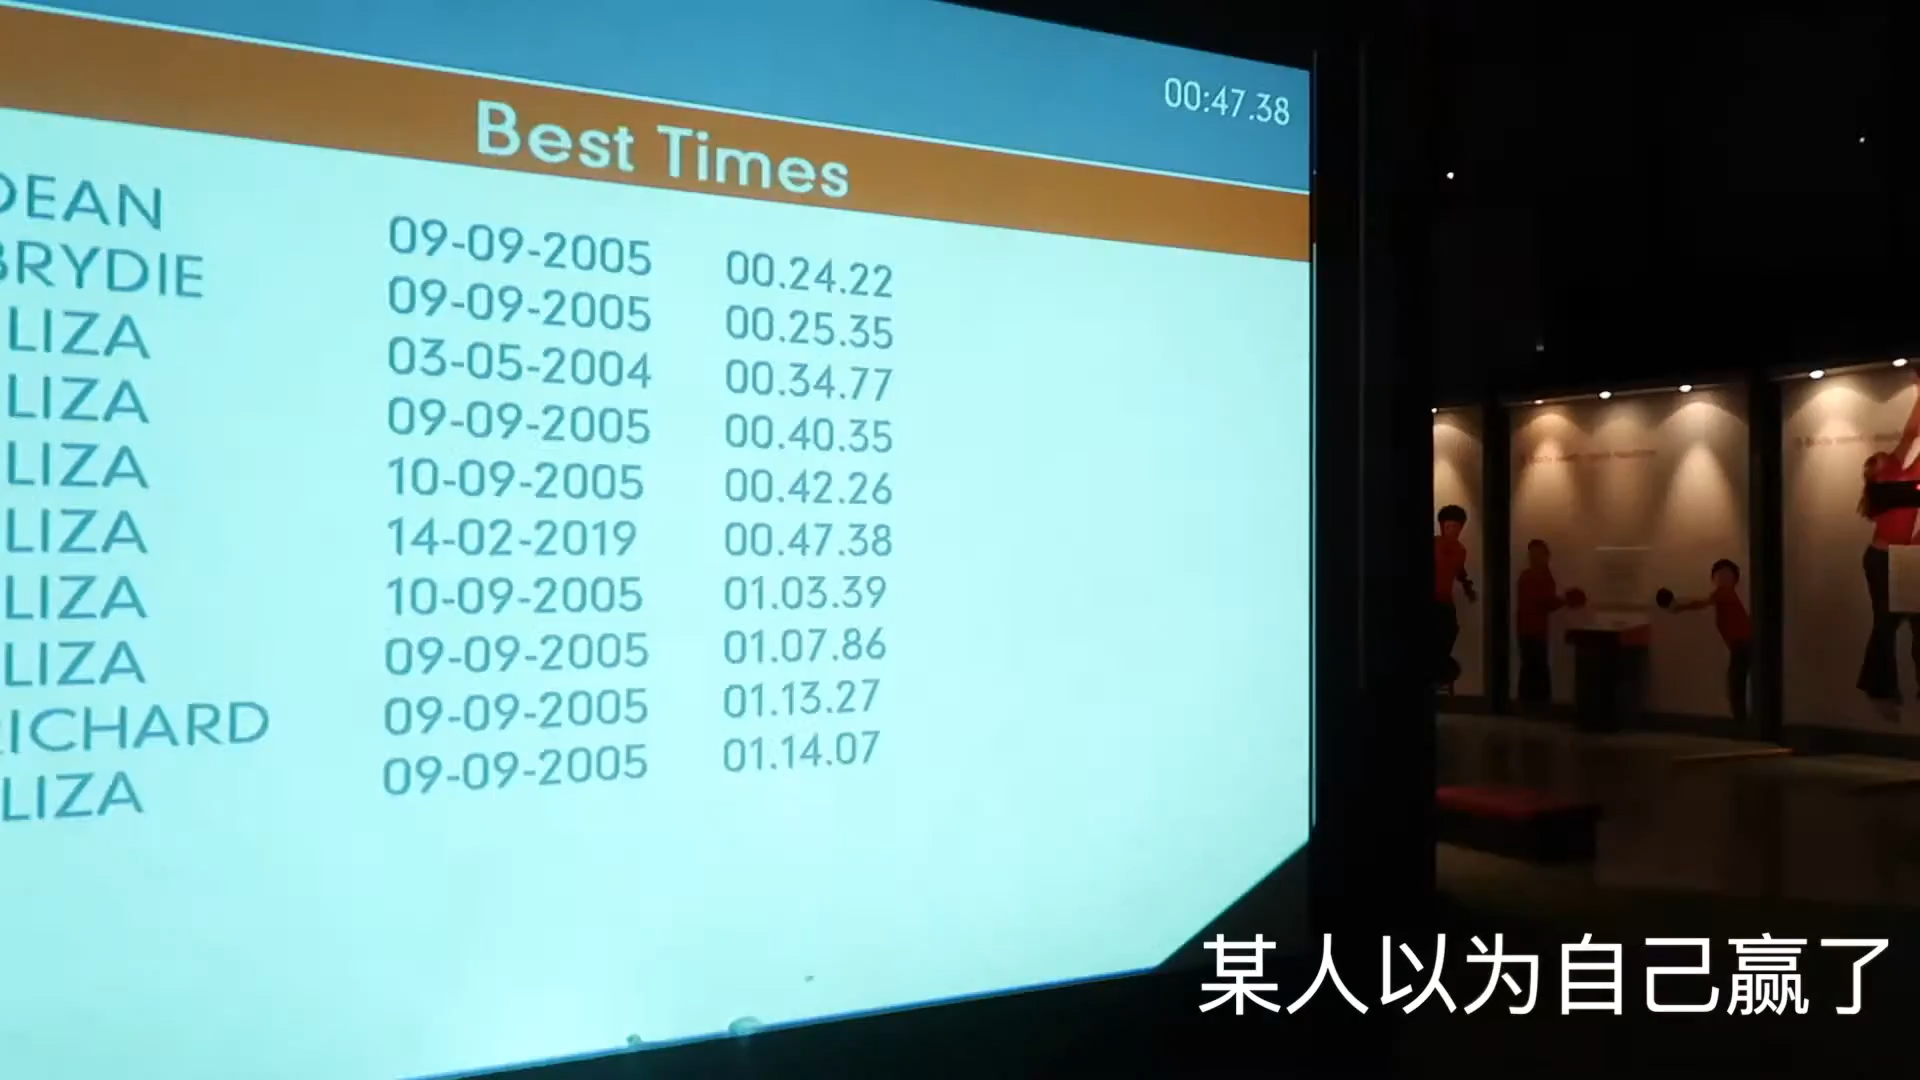 00:47.38
Best Times
DEAN 09-09-2005 00.24.22
BRYDIE 09-09-2005 00.25.35
LIZA 03-05-2004 00.34.77
LIZA 09-09-2005 00.40.35
LIZA 10-09-2005 00.42.26
LIZA 14-02-2019 00.47.38
LIZA 10-09-2005 01.03.39
LIZA 09-09-2005 01.07.86
RICHARD 09-09-2005 01.13.27
LIZA 09-09-2005 01.14.07
某人以为自己赢了